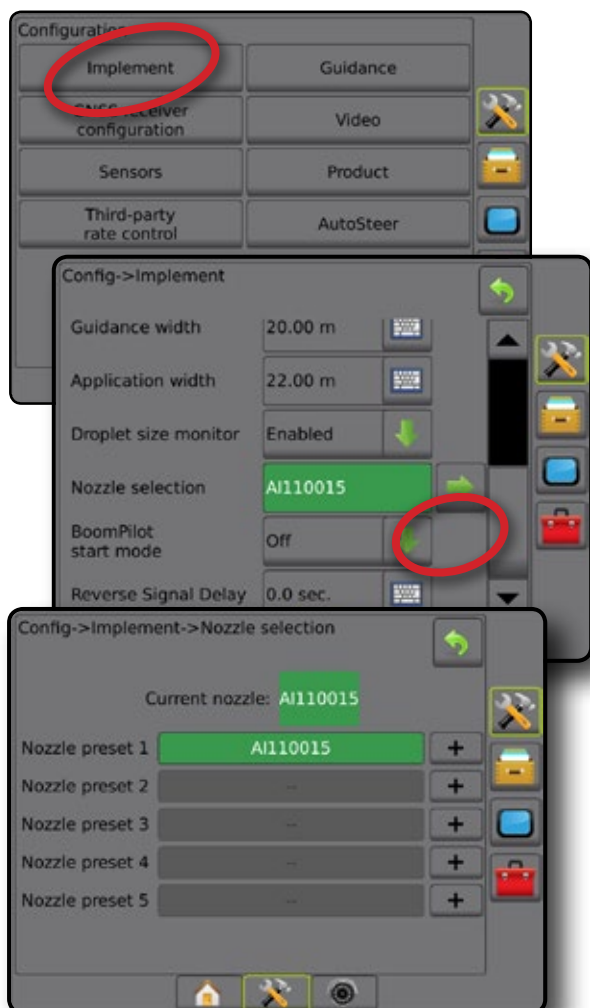 Configuration
Implement
Guidance
GNSS receiver
configuration
Video
Sensors
Product
Third-party
rate control
AutoSteer
Config->Implement
Guidance width
20.00 m
Application width
22.00 m
Droplet size monitor
Enabled
Nozzle selection
AI110015
BoomPilot
start mode
Off
Reverse Signal Delay
0.0 sec.
Config->Implement->Nozzle selection
Current nozzle: AI110015
Nozzle preset 1 AI110015 +
Nozzle preset 2 -- +
Nozzle preset 3 -- +
Nozzle preset 4 -- +
Nozzle preset 5 -- +